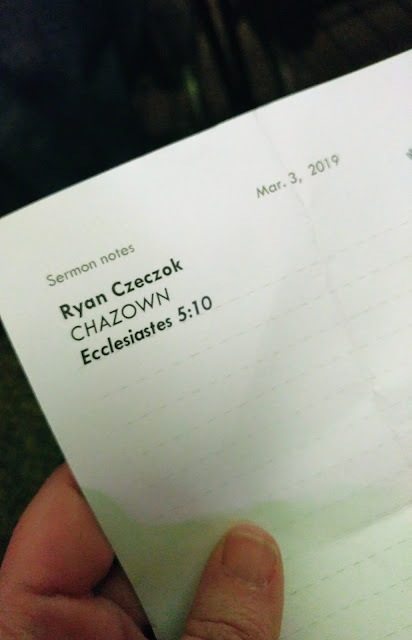 Mar. 3, 2019
Sermon notes
Ryan Czeczok
CHAZOWN
Ecclesiastes 5:10